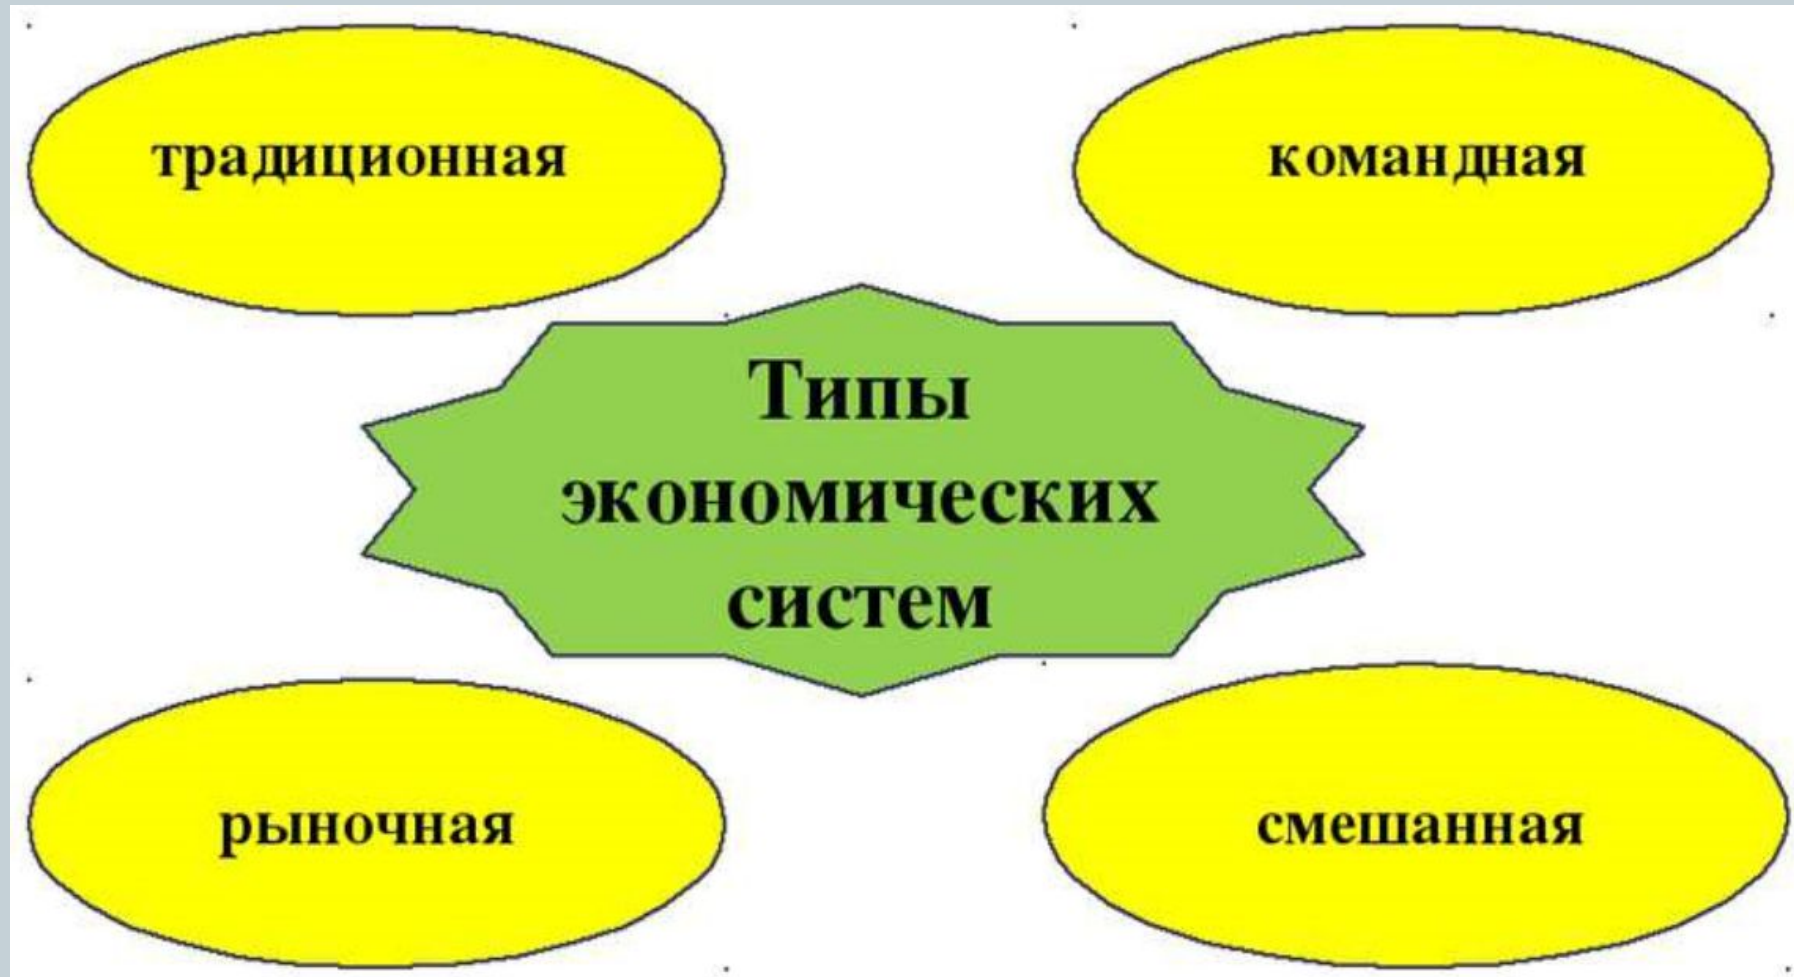 традиционная
командная
Типы
экономических
систем
рыночная
смешанная